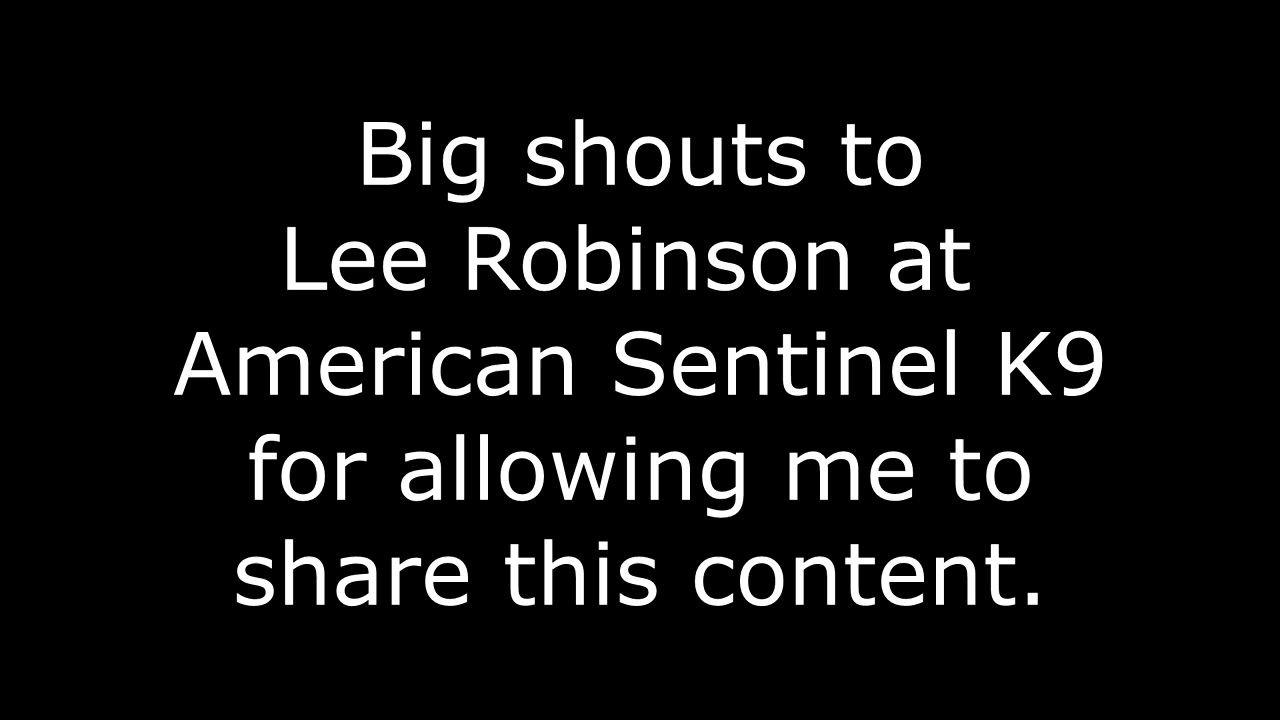 Big shouts to
Lee Robinson at
American Sentinel K9
for allowing me to
share this content.